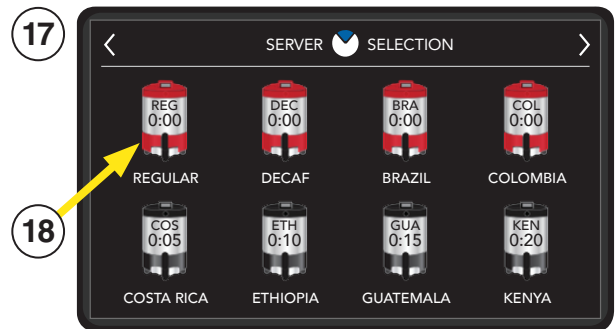 17
SERVER SELECTION
REG DEC BRA COL
0:00 0:00 0:00 0:00
REGULAR DECAF BRAZIL COLOMBIA
18
COS ETH GUA KEN
0:05 0:10 0:15 0:20
COSTA RICA ETHIOPIA GUATEMALA KENYA